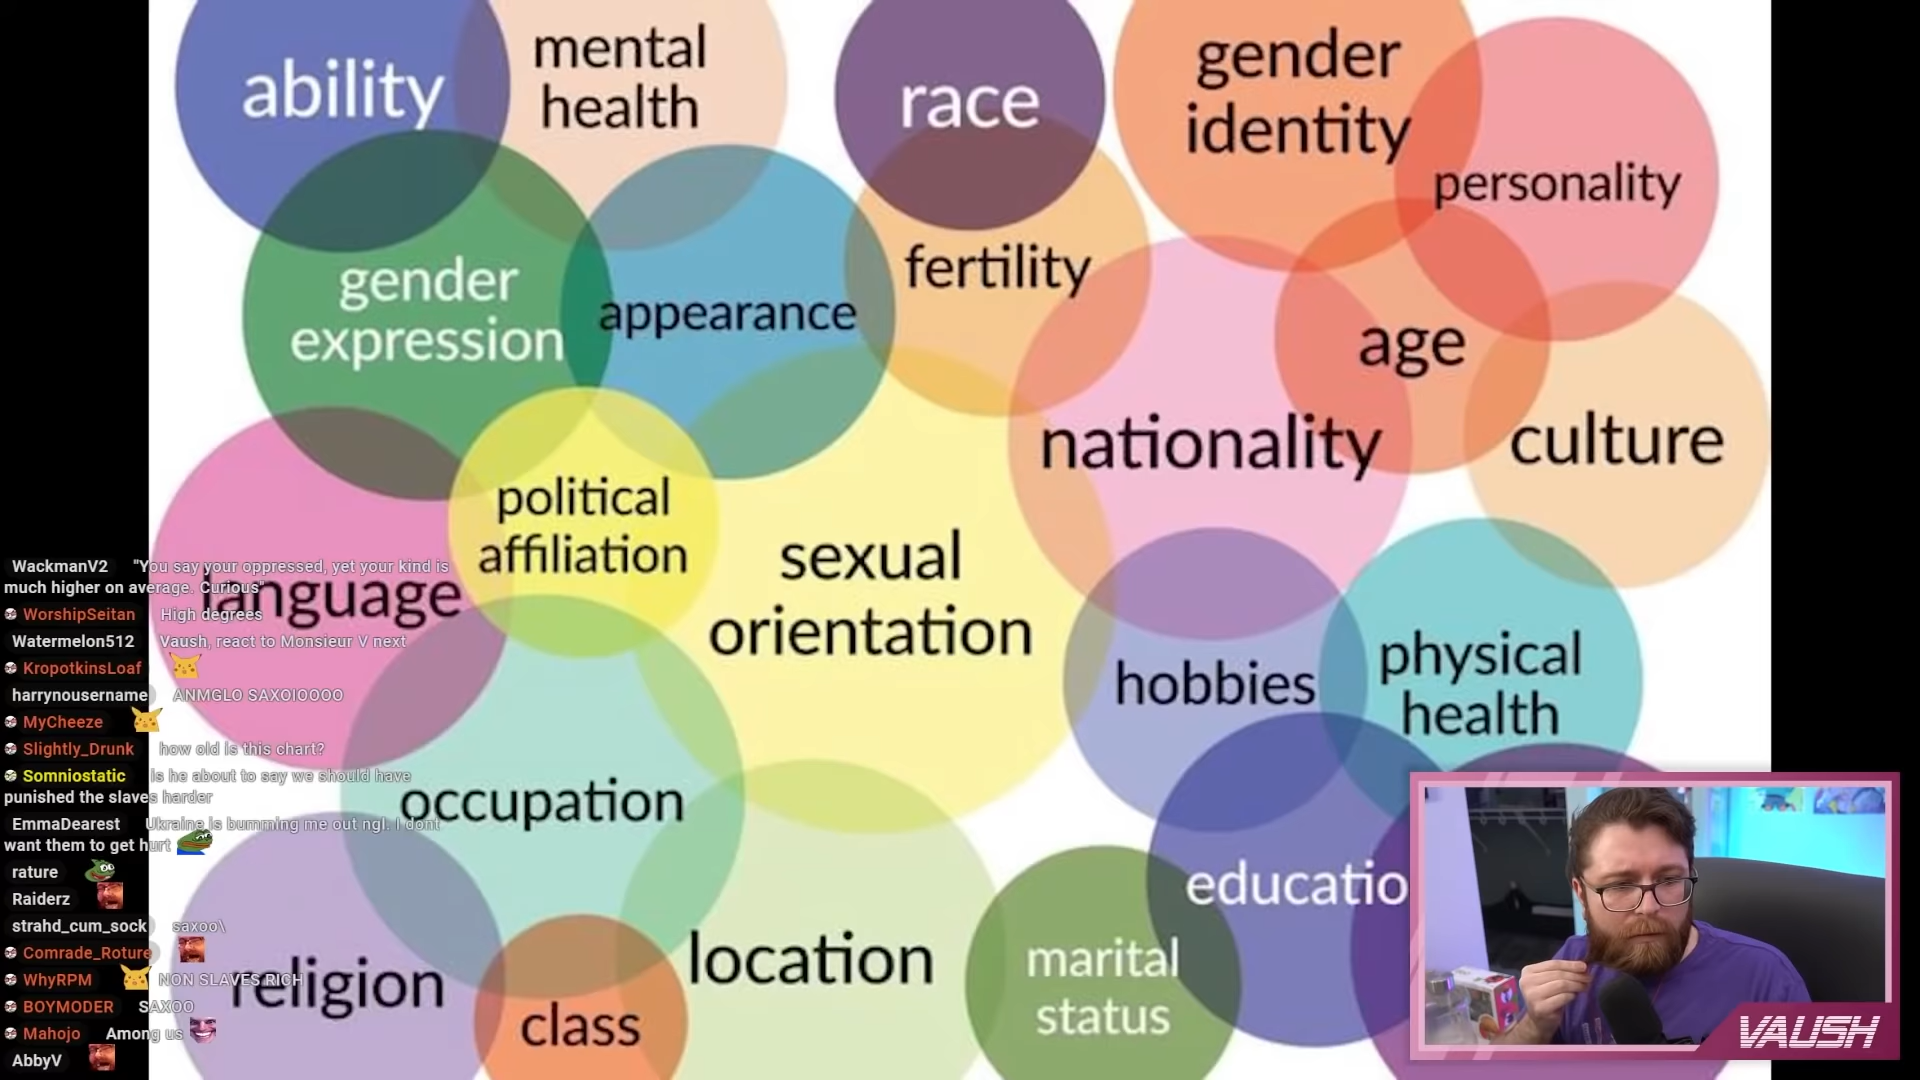 ability
mental
health
race
gender
identity
personality
gender
expression
appearance
fertility
age
nationality
culture
political
affiliation
sexual
orientation
language
hobbies
physical
health
occupation
education
location
marital
status
religion
class
WackmanV2 "You say your oppressed, yet your kind is
much higher on average. Curious"
WorshipSeitan High degrees
Watermelon512 Vaush, react to Monsieur V next
KropotkinsLoaf
harrynousername ANMGLO SAXOIOOOO
MyCheeze
Slightly_Drunk how old is this chart?
Somniostatic is he about to say we should have
punished the slaves harder
EmmaDearest Ukraine is bumming me out ngl. I dont
want them to get hurt
rature
Raiderz
strahd_cum_sock saxoo\
Comrade_Roture
WhyRPM NON SLAVES RICH
BOYMODER SAXOO
Mahojo Among us
AbbyV
VAUSH